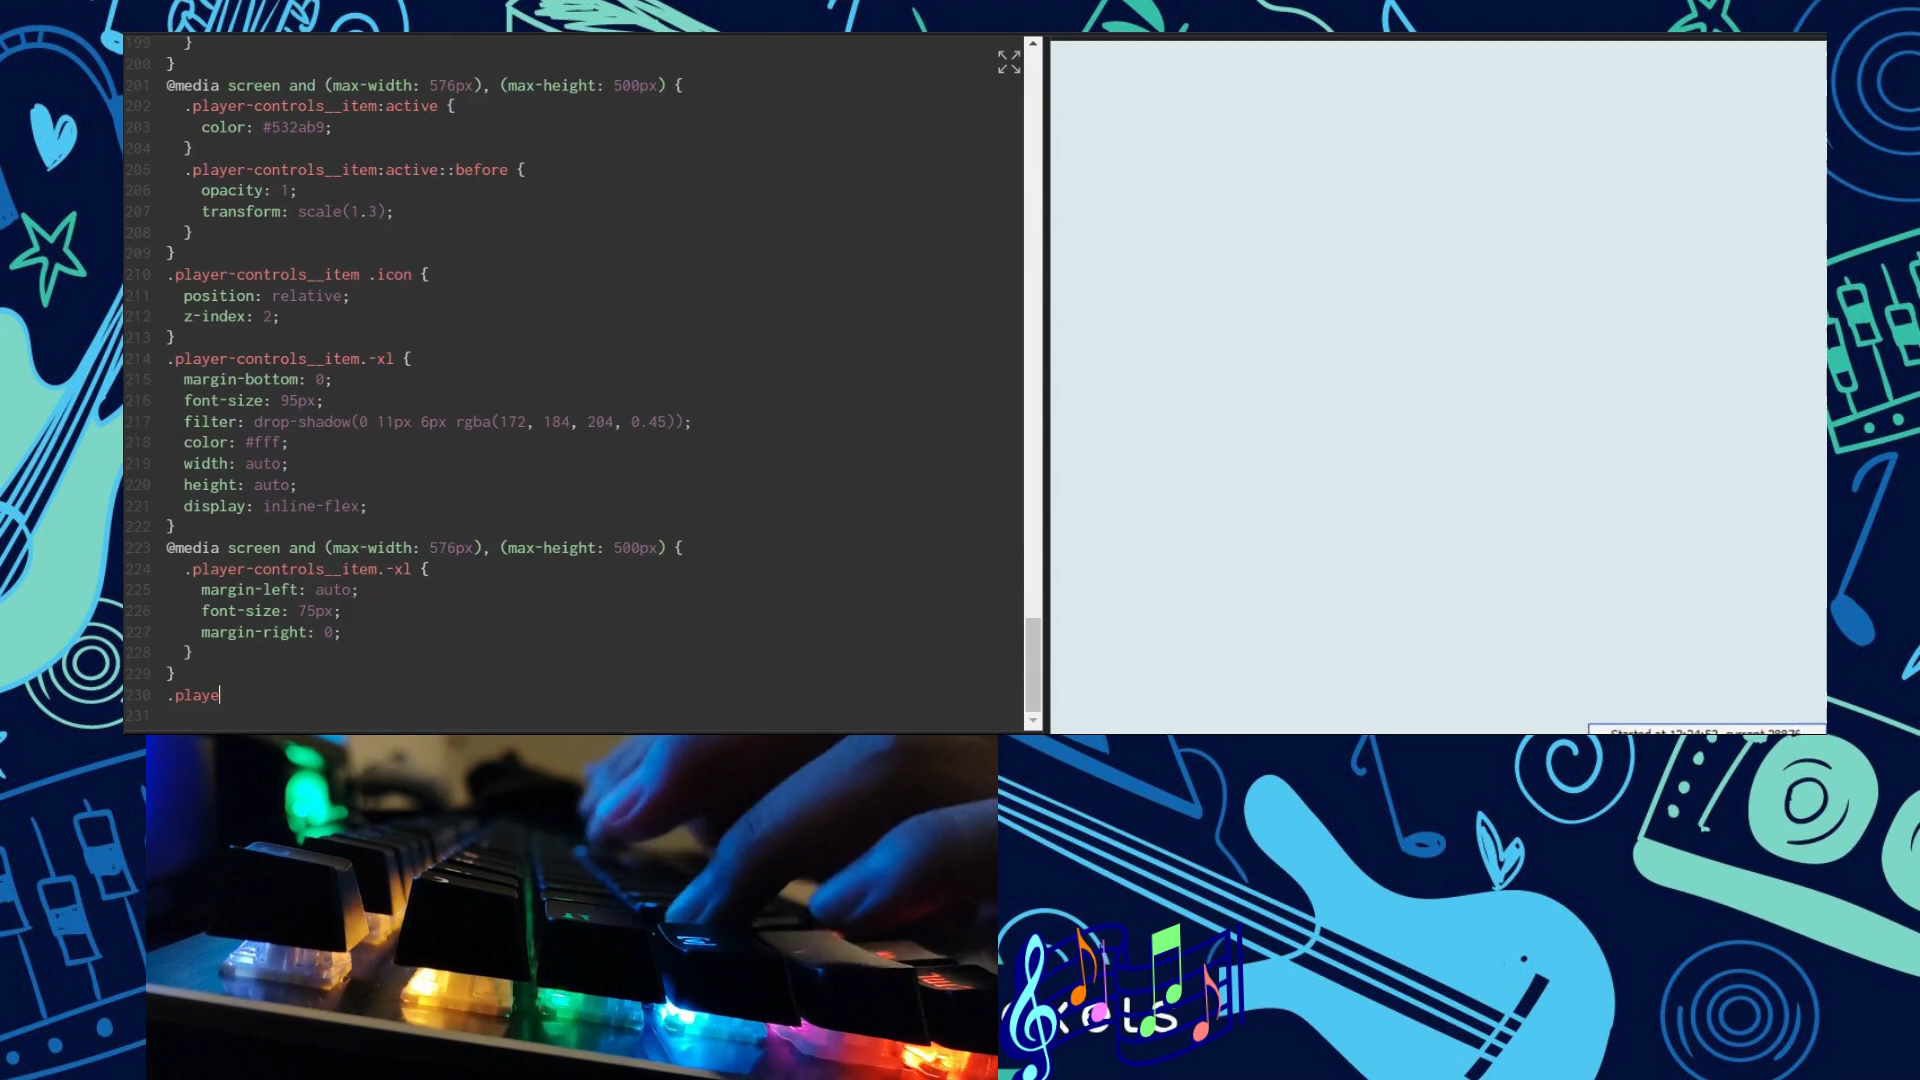 199 }
200 }
201 @media screen and (max-width: 576px), (max-height: 500px) {
202 .player-controls__item:active {
203 color: #532ab9;
204 }
205 .player-controls__item:active::before {
206 opacity: 1;
207 transform: scale(1.3);
208 }
209 }
210 .player-controls__item .icon {
211 position: relative;
212 z-index: 2;
213 }
214 .player-controls__item.-xl {
215 margin-bottom: 0;
216 font-size: 95px;
217 filter: drop-shadow(0 11px 6px rgba(172, 184, 204, 0.45));
218 color: #fff;
219 width: auto;
220 height: auto;
221 display: inline-flex;
222 }
223 @media screen and (max-width: 576px), (max-height: 500px) {
224 .player-controls__item.-xl {
225 margin-left: auto;
226 font-size: 75px;
227 margin-right: 0;
228 }
229 }
230 .playe
231